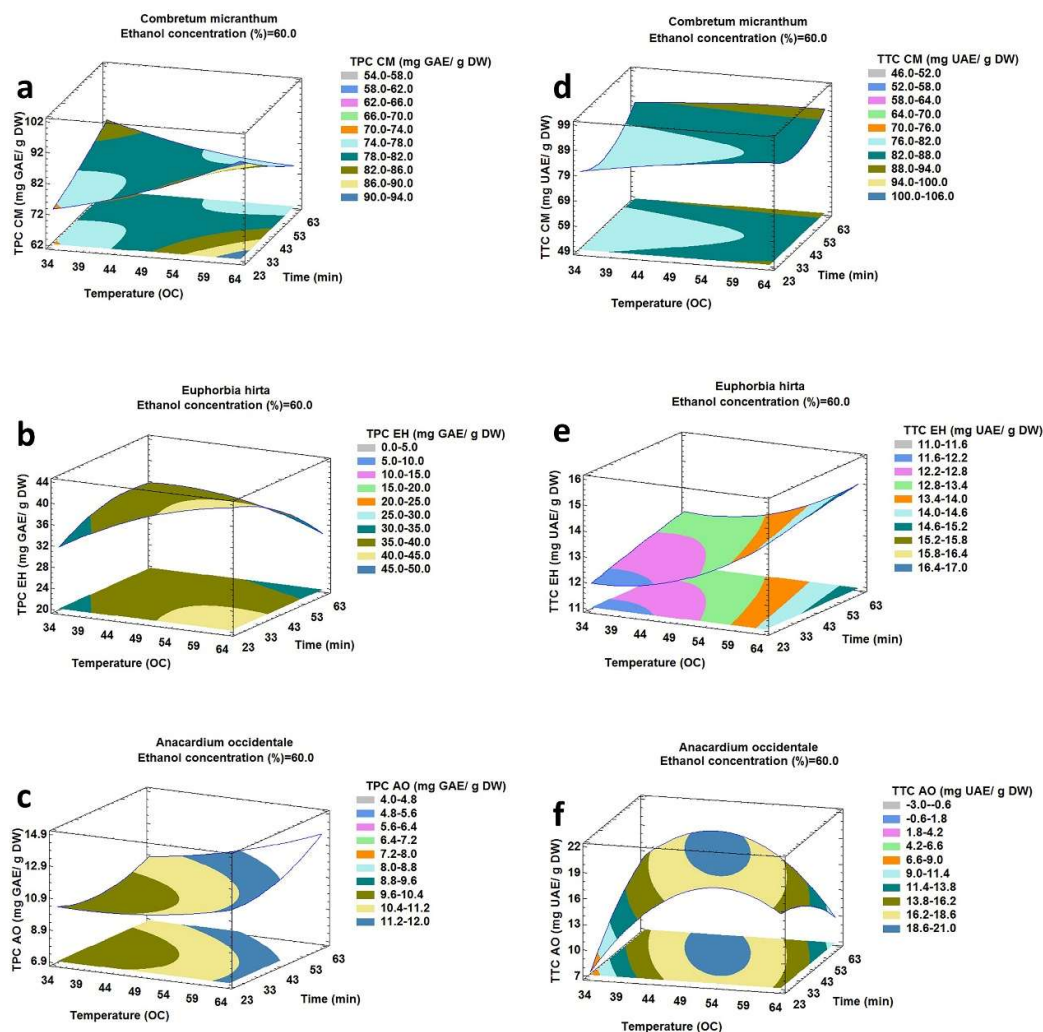 Combretum micranthum
Ethanol concentration (%)=60.0
a
TPC CM (mg GAE/ g DW)
54.0-58.0
58.0-62.0
62.0-66.0
66.0-70.0
70.0-74.0
74.0-78.0
78.0-82.0
82.0-86.0
86.0-90.0
90.0-94.0
TPC CM (mg GAE/ g DW)
102
92
82
72
62
34 39 44 49 54 59 64
Temperature (OC)
23 33 43 53 63
Time (min)
Combretum micranthum
Ethanol concentration (%)=60.0
d
TTC CM (mg UAE/ g DW)
46.0-52.0
52.0-58.0
58.0-64.0
64.0-70.0
70.0-76.0
76.0-82.0
82.0-88.0
88.0-94.0
94.0-100.0
100.0-106.0
TTC CM (mg UAE/ g DW)
99
89
79
69
59
49
34 39 44 49 54 59 64
Temperature (OC)
23 33 43 53 63
Time (min)
Euphorbia hirta
Ethanol concentration (%)=60.0
b
TPC EH (mg GAE/ g DW)
0.0-5.0
5.0-10.0
10.0-15.0
15.0-20.0
20.0-25.0
25.0-30.0
30.0-35.0
35.0-40.0
40.0-45.0
45.0-50.0
TPC EH (mg GAE/ g DW)
44
40
36
32
28
24
20
34 39 44 49 54 59 64
Temperature (OC)
23 33 43 53 63
Time (min)
Euphorbia hirta
Ethanol concentration (%)=60.0
e
TTC EH (mg UAE/ g DW)
11.0-11.6
11.6-12.2
12.2-12.8
12.8-13.4
13.4-14.0
14.0-14.6
14.6-15.2
15.2-15.8
15.8-16.4
16.4-17.0
TTC EH (mg UAE/ g DW)
16
15
14
13
12
11
34 39 44 49 54 59 64
Temperature (OC)
23 33 43 53 63
Time (min)
Anacardium occidentale
Ethanol concentration (%)=60.0
c
TPC AO (mg GAE/ g DW)
4.0-4.8
4.8-5.6
5.6-6.4
6.4-7.2
7.2-8.0
8.0-8.8
8.8-9.6
9.6-10.4
10.4-11.2
11.2-12.0
TPC AO (mg GAE/ g DW)
14.9
12.9
10.9
8.9
6.9
34 39 44 49 54 59 64
Temperature (OC)
23 33 43 53 63
Time (min)
Anacardium occidentale
Ethanol concentration (%)=60.0
f
TTC AO (mg UAE/ g DW)
-3.0--0.6
-0.6-1.8
1.8-4.2
4.2-6.6
6.6-9.0
9.0-11.4
11.4-13.8
13.8-16.2
16.2-18.6
18.6-21.0
TTC AO (mg UAE/ g DW)
22
19
16
13
10
7
34 39 44 49 54 59 64
Temperature (OC)
23 33 43 53 63
Time (min)